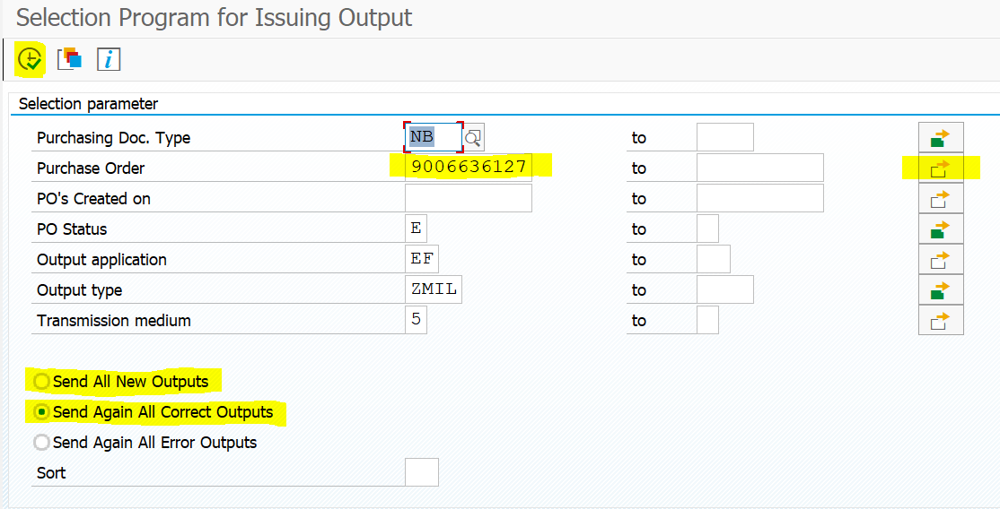 Selection Program for Issuing Output
Selection parameter
Purchasing Doc. Type NB to
Purchase Order 9006636127 to
PO's Created on to
PO Status E to
Output application EF to
Output type ZMIL to
Transmission medium 5 to
Send All New Outputs
Send Again All Correct Outputs
Send Again All Error Outputs
Sort